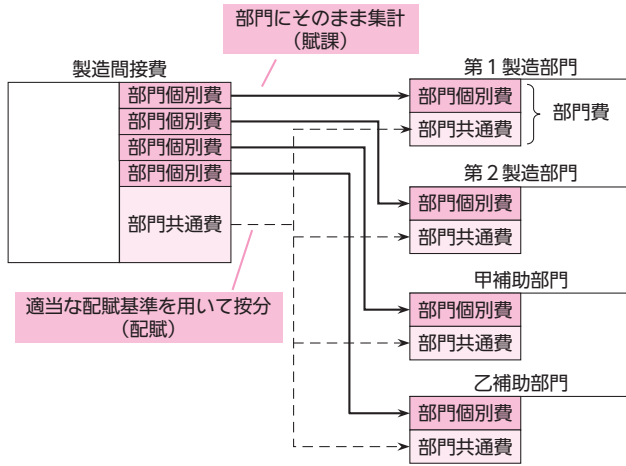 部門にそのまま集計
（賦課）
製造間接費
部門個別費
部門個別費
部門個別費
部門個別費
部門共通費
適当な配賦基準を用いて按分
（配賦）
第１製造部門
部門個別費
部門共通費
部門費
第２製造部門
部門個別費
部門共通費
甲補助部門
部門個別費
部門共通費
乙補助部門
部門個別費
部門共通費